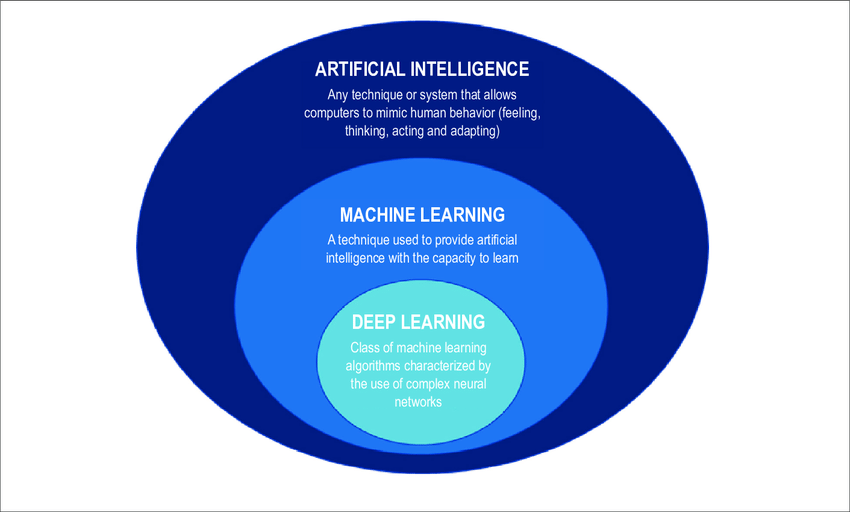 ARTIFICIAL INTELLIGENCE
Any technique or system that allows
computers to mimic human behavior (feeling,
thinking, acting and adapting)
MACHINE LEARNING
A technique used to provide artificial
intelligence with the capacity to learn
DEEP LEARNING
Class of machine learning
algorithms characterized by
the use of complex neural
networks